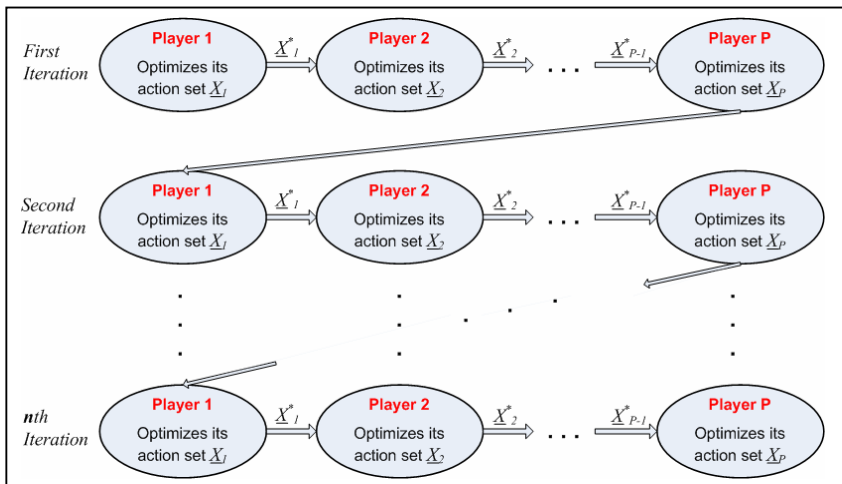 First
Iteration
Player 1
Optimizes its
action set X1
X*1
Player 2
Optimizes its
action set X2
X*2
. . .
X*P-1
Player P
Optimizes its
action set XP
Second
Iteration
Player 1
Optimizes its
action set X1
X*1
Player 2
Optimizes its
action set X2
X*2
. . .
X*P-1
Player P
Optimizes its
action set XP
nth
Iteration
Player 1
Optimizes its
action set X1
X*1
Player 2
Optimizes its
action set X2
X*2
. . .
X*P-1
Player P
Optimizes its
action set XP